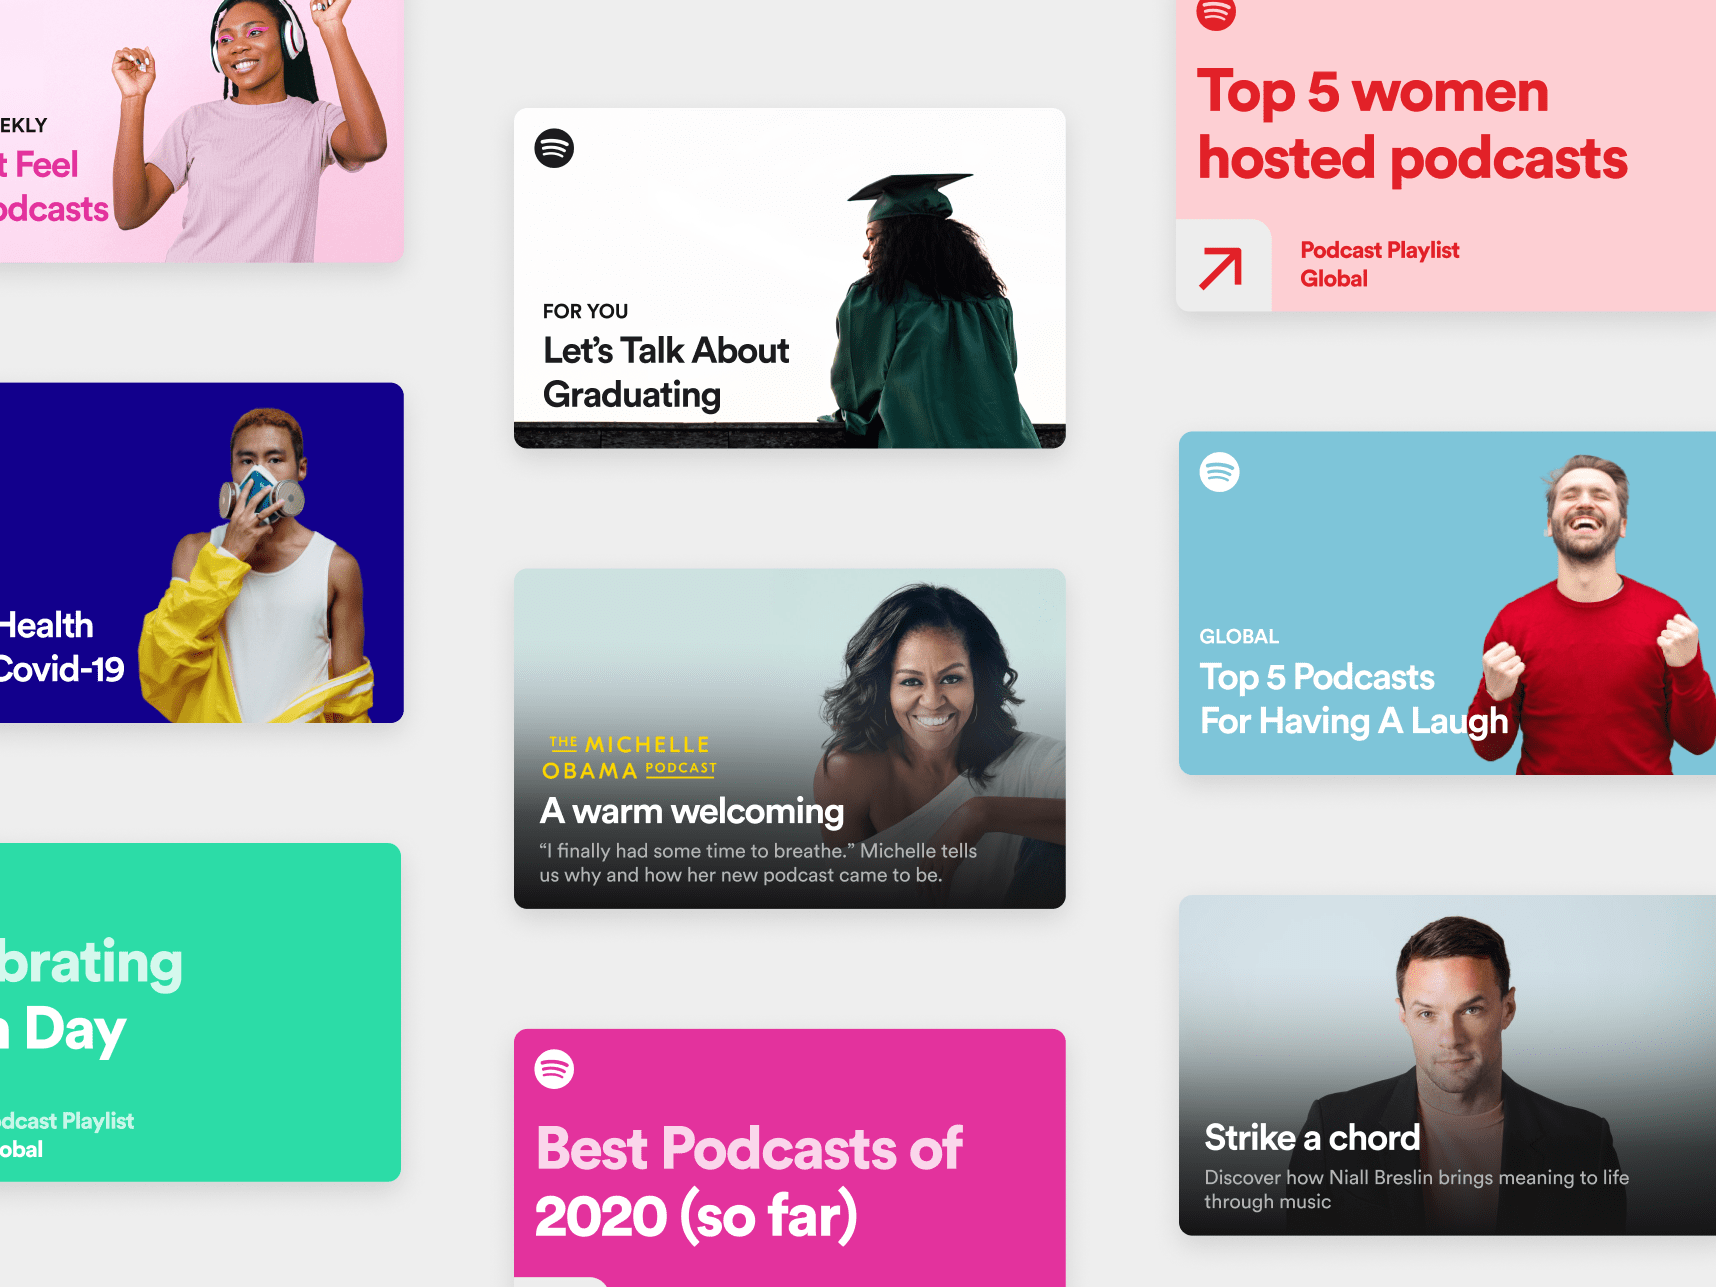 EKLY
t Feel
odcasts
Health
Covid-19
brating
Day
odcast Playlist
obal
FOR YOU
Let’s Talk About
Graduating
THE MICHELLE
OBAMA PODCAST
A warm welcoming
“I finally had some time to breathe.” Michelle tells
us why and how her new podcast came to be.
Best Podcasts of
2020 (so far)
Top 5 women
hosted podcasts
Podcast Playlist
Global
GLOBAL
Top 5 Podcasts
For Having A Laugh
Strike a chord
Discover how Niall Breslin brings meaning to life
through music